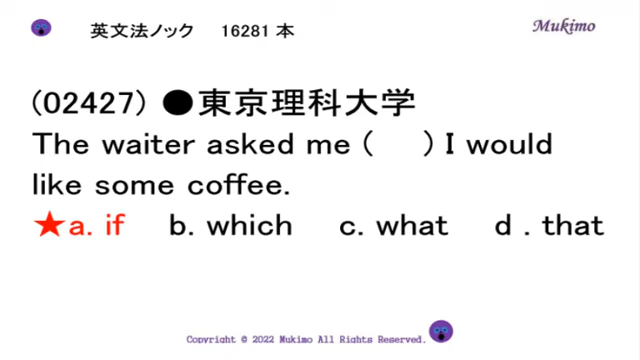 英文法ノック 16281 本 Mukimo
(02427) ●東京理科大学
The waiter asked me ( ) I would
like some coffee.
★a. if b. which c. what d . that
Copyright © 2022 Mukimo All Rights Reserved.